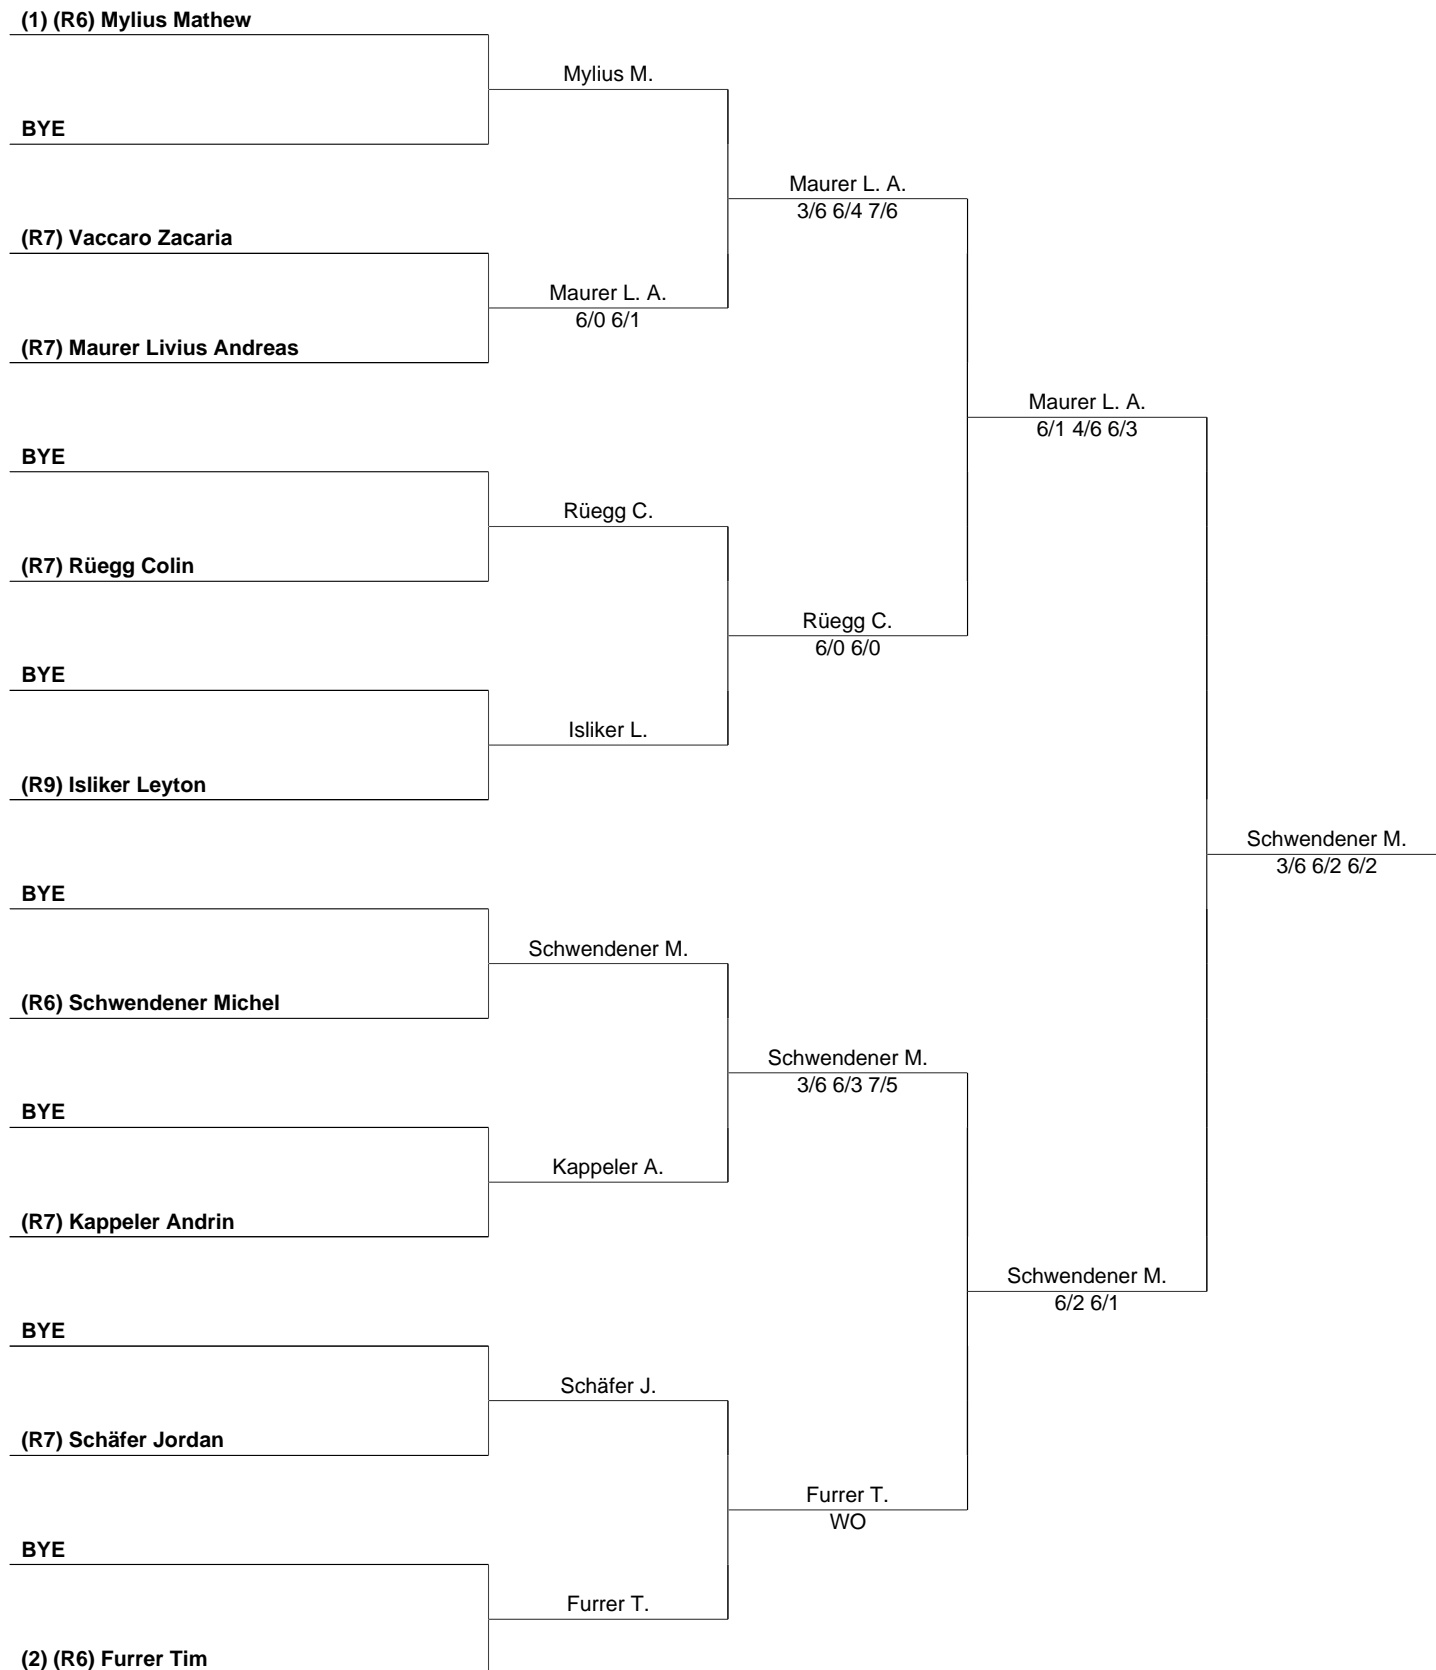 (1) (R6) Mylius Mathew
Mylius M.
BYE
Maurer L. A.
3/6 6/4 7/6
(R7) Vaccaro Zacaria
Maurer L. A.
6/0 6/1
(R7) Maurer Livius Andreas
Maurer L. A.
6/1 4/6 6/3
BYE
Rüegg C.
(R7) Rüegg Colin
Rüegg C.
6/0 6/0
BYE
Isliker L.
(R9) Isliker Leyton
Schwendener M.
3/6 6/2 6/2
BYE
Schwendener M.
(R6) Schwendener Michel
Schwendener M.
3/6 6/3 7/5
BYE
Kappeler A.
(R7) Kappeler Andrin
Schwendener M.
6/2 6/1
BYE
Schäfer J.
(R7) Schäfer Jordan
Furrer T.
WO
BYE
Furrer T.
(2) (R6) Furrer Tim